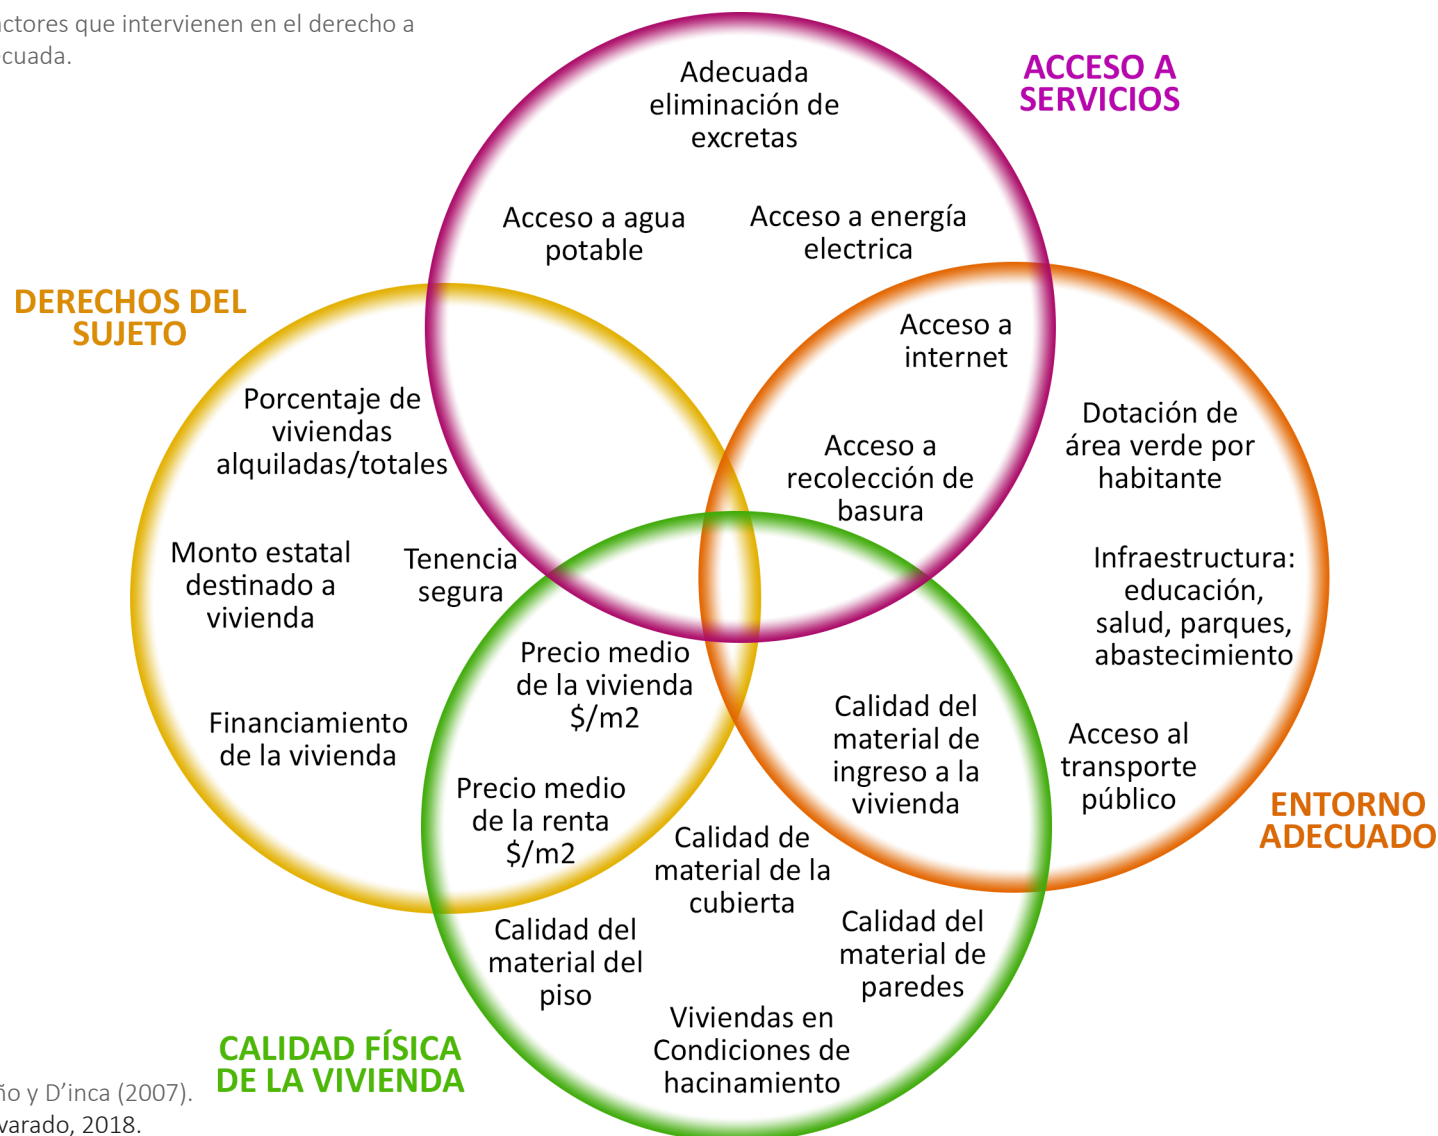 ctores que intervienen en el derecho a
cuada.
ACCESO A
SERVICIOS
Adecuada
eliminación de
excretas
Acceso a agua
potable
Acceso a energía
electrica
DERECHOS DEL
SUJETO
Acceso a
internet
Porcentaje de
viviendas
alquiladas/totales
Dotación de
área verde por
habitante
Acceso a
recolección de
basura
Monto estatal
destinado a
vivienda
Tenencia
segura
Infraestructura:
educación,
salud, parques,
abastecimiento
Precio medio
de la vivienda
$/m2
Financiamiento
de la vivienda
Calidad del
material de
ingreso a la
vivienda
Acceso al
transporte
público
Precio medio
de la renta
$/m2
ENTORNO
ADECUADO
Calidad de
material de la
cubierta
Calidad del
material del
piso
Calidad del
material de
paredes
Viviendas en
Condiciones de
hacinamiento
CALIDAD FÍSICA
DE LA VIVIENDA
ño y D’inca (2007).
varado, 2018.